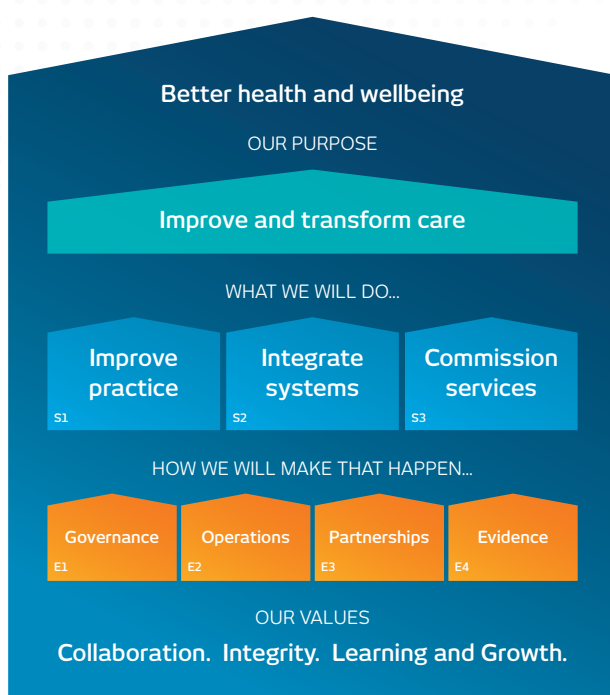 Better health and wellbeing
OUR PURPOSE
Improve and transform care
WHAT WE WILL DO...
Improve
practice
S1
Integrate
systems
S2
Commission
services
S3
HOW WE WILL MAKE THAT HAPPEN...
Governance
E1
Operations
E2
Partnerships
E3
Evidence
E4
OUR VALUES
Collaboration. Integrity. Learning and Growth.